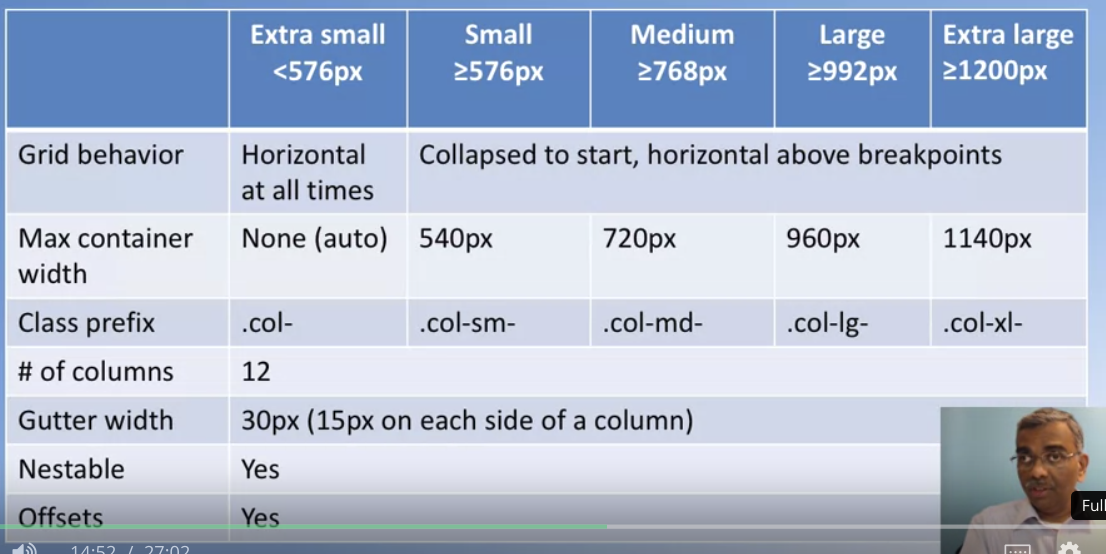 Extra small Small Medium Large Extra large
<576px ≥576px ≥768px ≥992px ≥1200px
Grid behavior Horizontal Collapsed to start, horizontal above breakpoints
at all times
Max container None (auto) 540px 720px 960px 1140px
width
Class prefix .col- .col-sm- .col-md- .col-lg- .col-xl-
# of columns 12
Gutter width 30px (15px on each side of a column)
Nestable Yes
Offsets Yes
Full
14:52 / 27:02